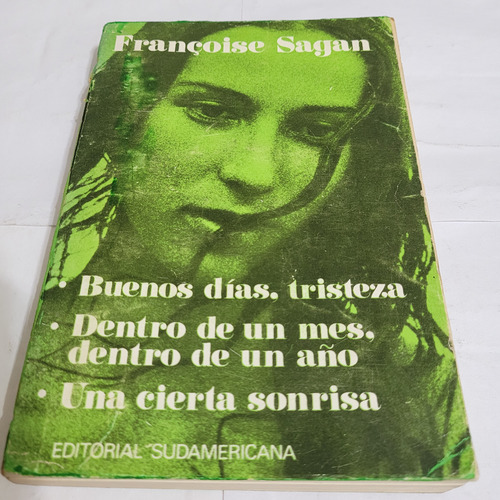 Françoise Sagan
• Buenos días, tristeza
• Dentro de un mes,
dentro de un año
• Una cierta sonrisa
EDITORIAL SUDAMERICANA